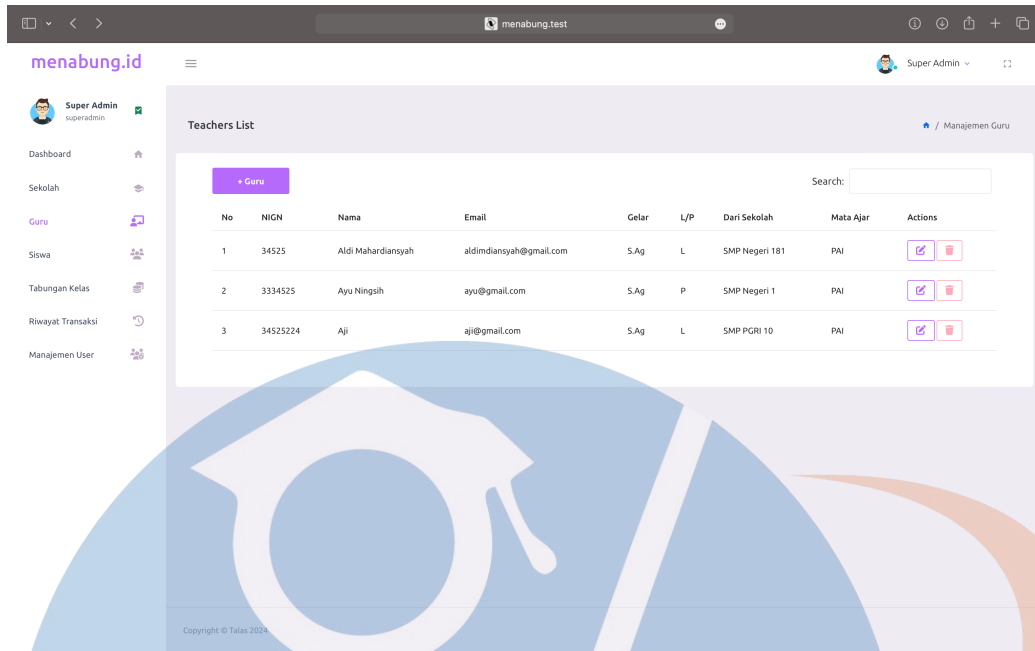 menabung.test
menabung.id
Super Admin
Super Admin
superadmin
Teachers List
/ Manajemen Guru
Dashboard
Sekolah
Guru
Siswa
Tabungan Kelas
Riwayat Transaksi
Manajemen User
+ Guru
Search:
No NIGN Nama Email Gelar L/P Dari Sekolah Mata Ajar Actions
1 34525 Aldi Mahardiansyah aldimdiansyah@gmail.com S.Ag L SMP Negeri 181 PAI
2 3334525 Ayu Ningsih ayu@gmail.com S.Ag P SMP Negeri 1 PAI
3 34525224 Aji aji@gmail.com S.Ag L SMP PGRI 10 PAI
Copyright © Talas 2024